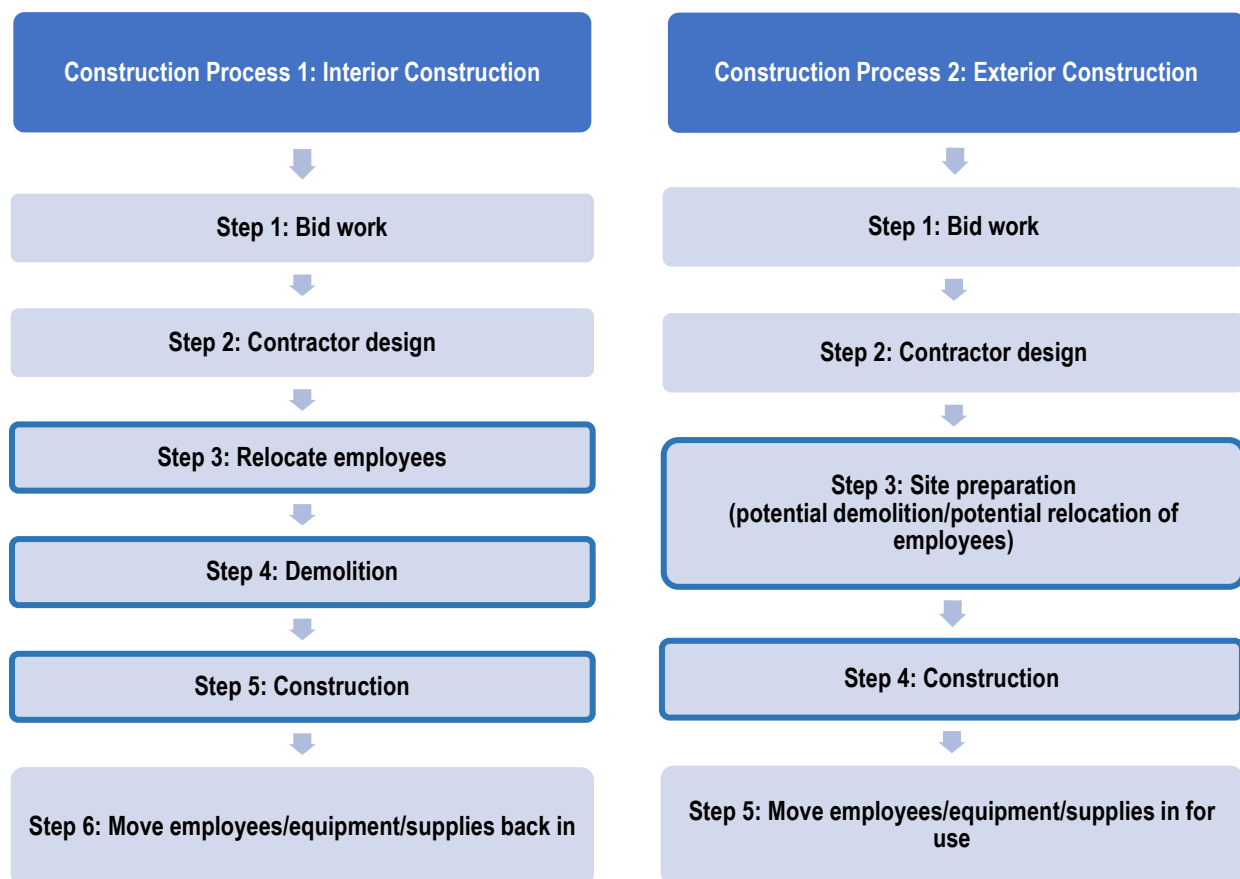 Construction Process 1: Interior Construction
Step 1: Bid work
Step 2: Contractor design
Step 3: Relocate employees
Step 4: Demolition
Step 5: Construction
Step 6: Move employees/equipment/supplies back in
Construction Process 2: Exterior Construction
Step 1: Bid work
Step 2: Contractor design
Step 3: Site preparation
(potential demolition/potential relocation of
employees)
Step 4: Construction
Step 5: Move employees/equipment/supplies in for
use